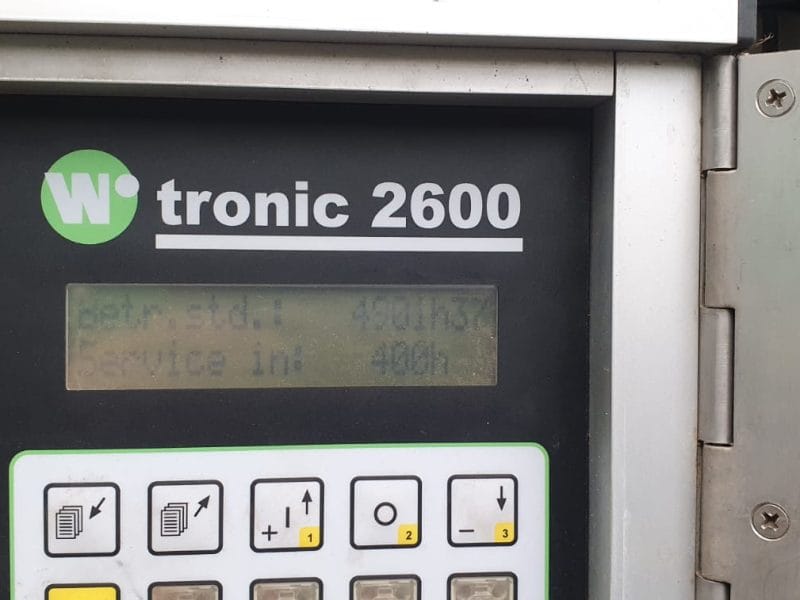 W tronic 2600
Betr.std.: 4901h37
Service in: 400h
+ 1
2
- 3